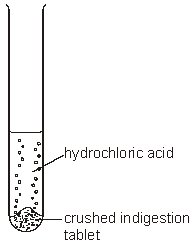 hydrochloric acid
crushed indigestion
tablet